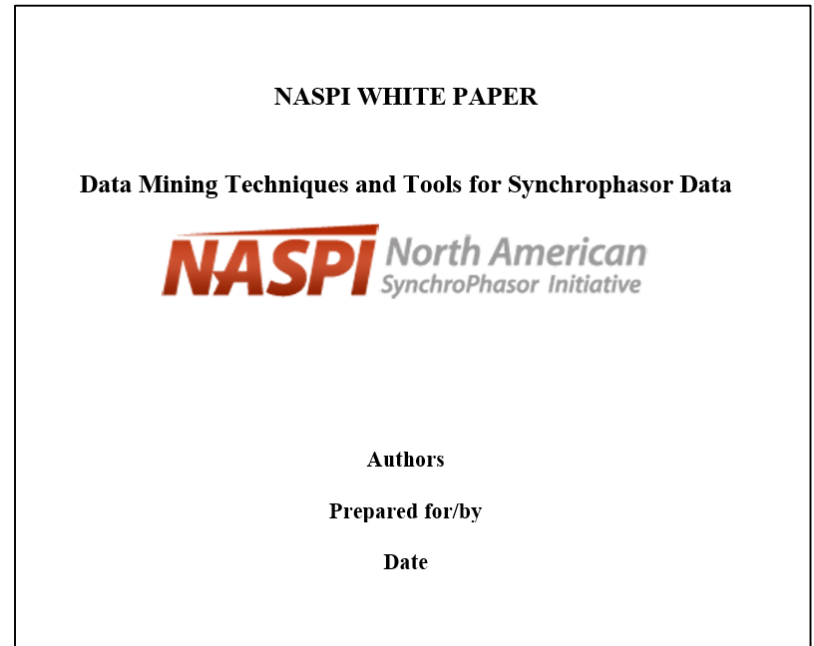 NASPI WHITE PAPER
Data Mining Techniques and Tools for Synchrophasor Data
NASPI North American
SynchroPhasor Initiative
Authors
Prepared for/by
Date